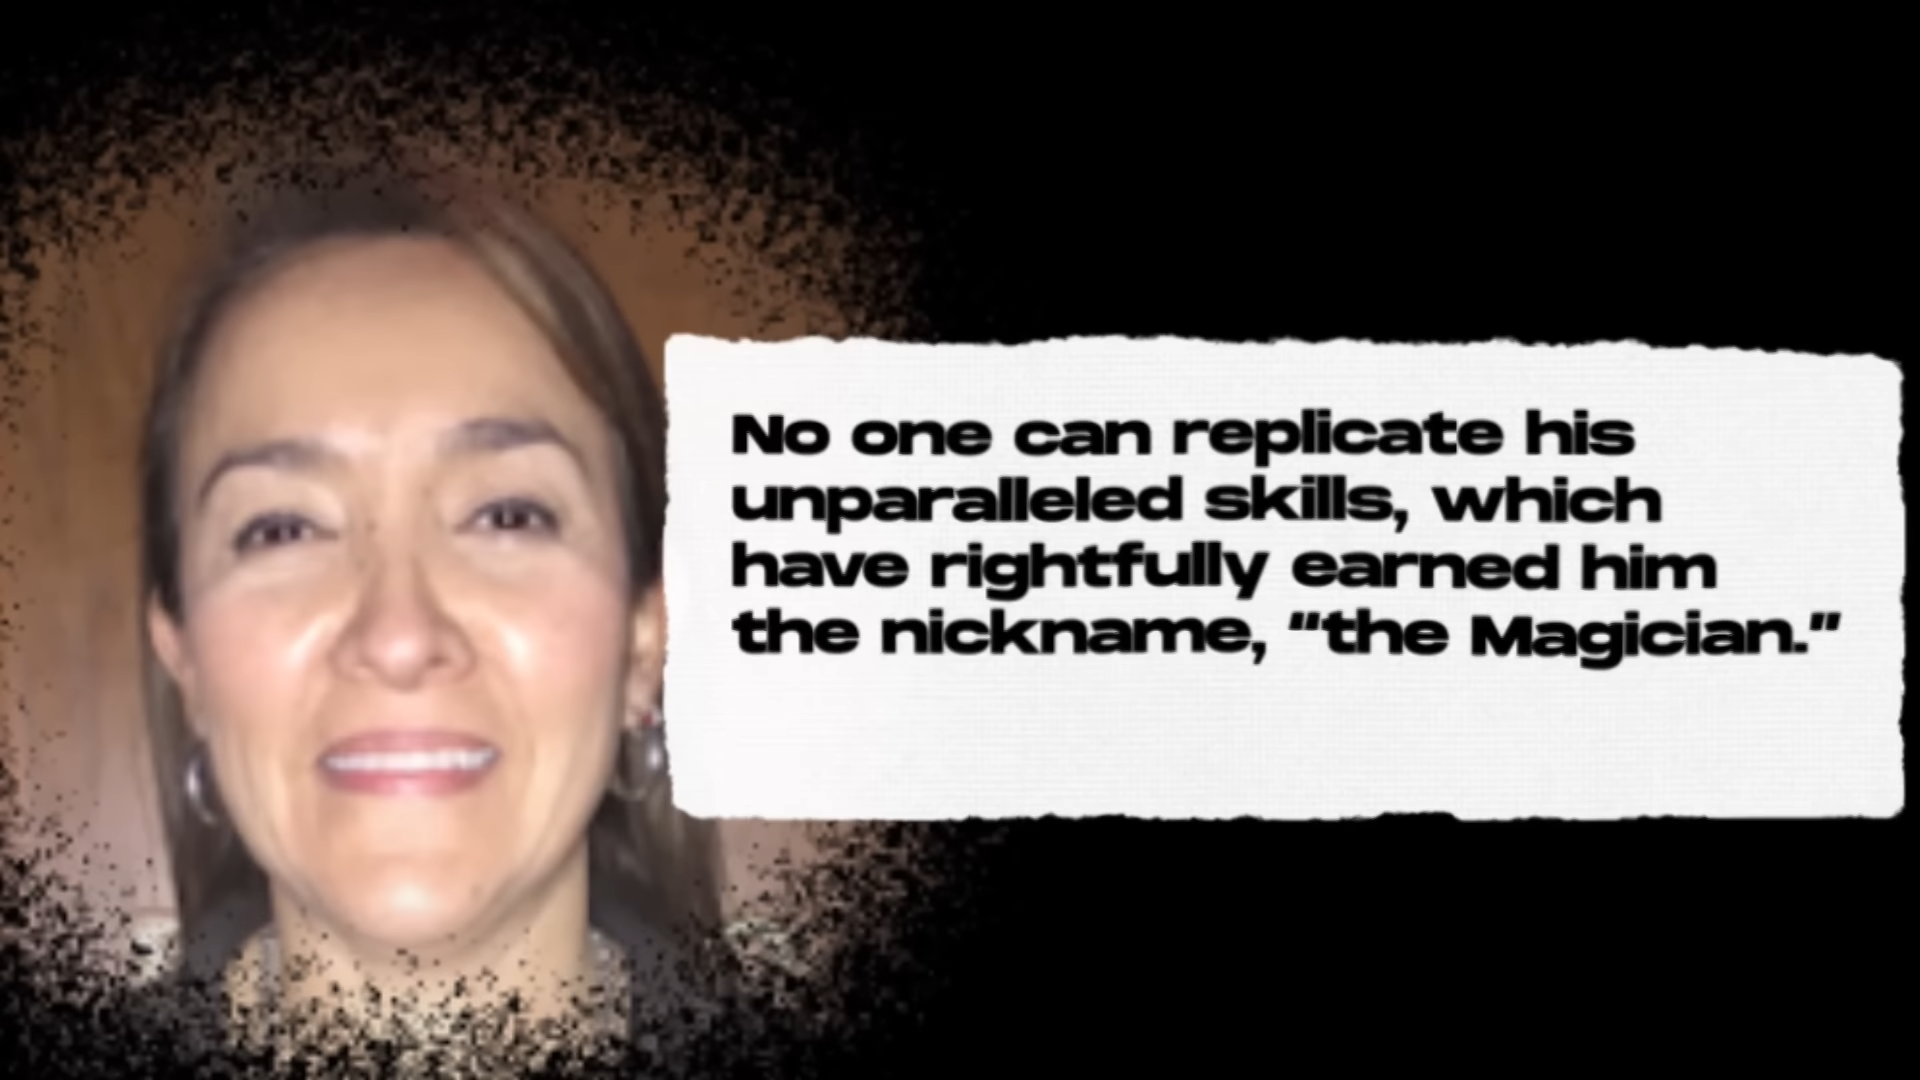 No one can replicate his
unparalleled skills, which
have rightfully earned him
the nickname, “the Magician.”